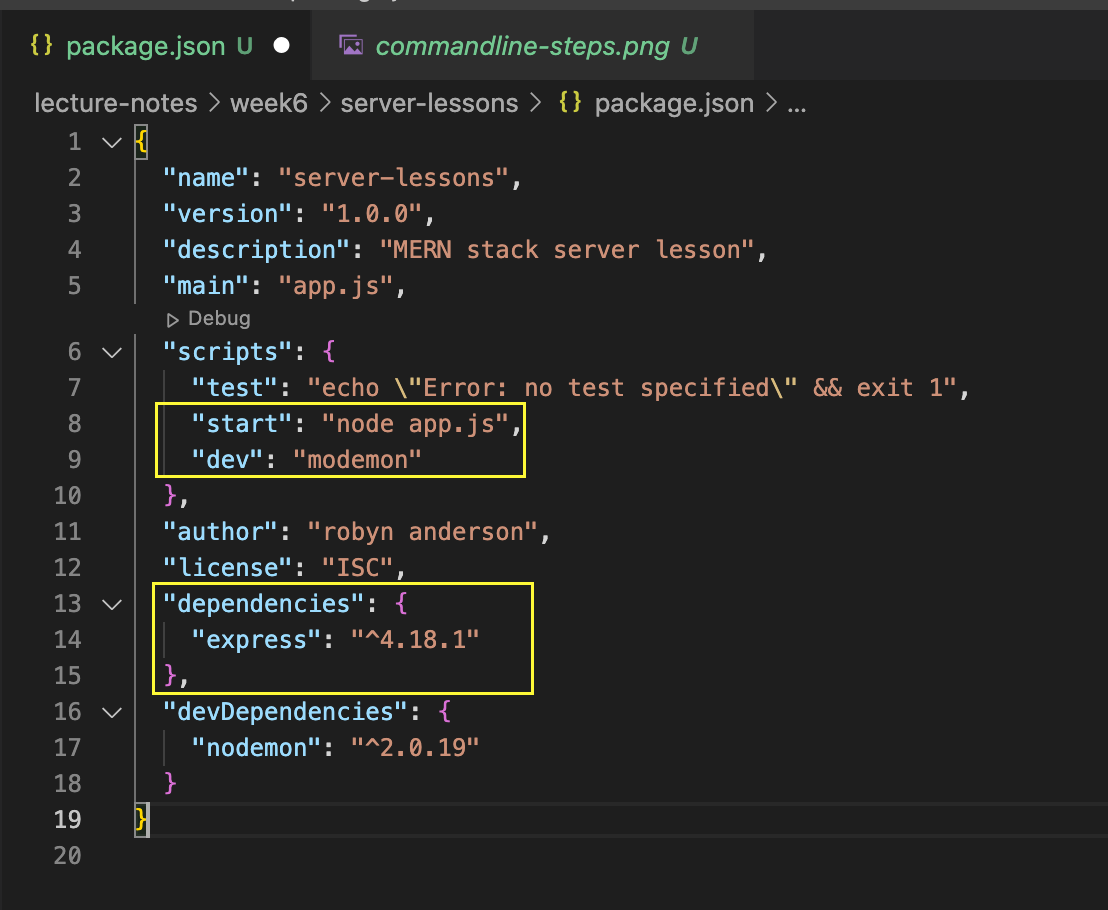 {} package.json U
commandline-steps.png U
lecture-notes > week6 > server-lessons > {} package.json > ...
1 {
2 "name": "server-lessons",
3 "version": "1.0.0",
4 "description": "MERN stack server lesson",
5 "main": "app.js",
Debug
6 "scripts": {
7 "test": "echo \"Error: no test specified\" && exit 1",
8 "start": "node app.js",
9 "dev": "modemon"
10 },
11 "author": "robyn anderson",
12 "license": "ISC",
13 "dependencies": {
14 "express": "^4.18.1"
15 },
16 "devDependencies": {
17 "nodemon": "^2.0.19"
18 }
19 }
20